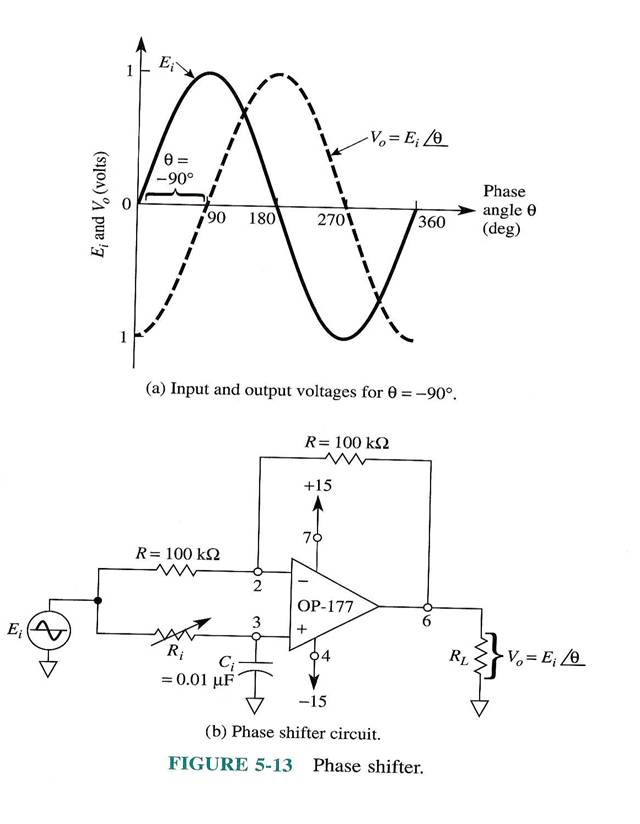 1
E_i
V_o = E_i /θ
θ =
−90°
E_i and V_o (volts)
0
90
180
270
360
Phase
angle θ
(deg)
1
(a) Input and output voltages for θ = −90°.
R = 100 kΩ
+15
7
R = 100 kΩ
2
−
OP-177
E_i
3
+
6
R_i
C_i
= 0.01 μF
4
−15
R_L
V_o = E_i /θ
(b) Phase shifter circuit.
FIGURE 5-13 Phase shifter.